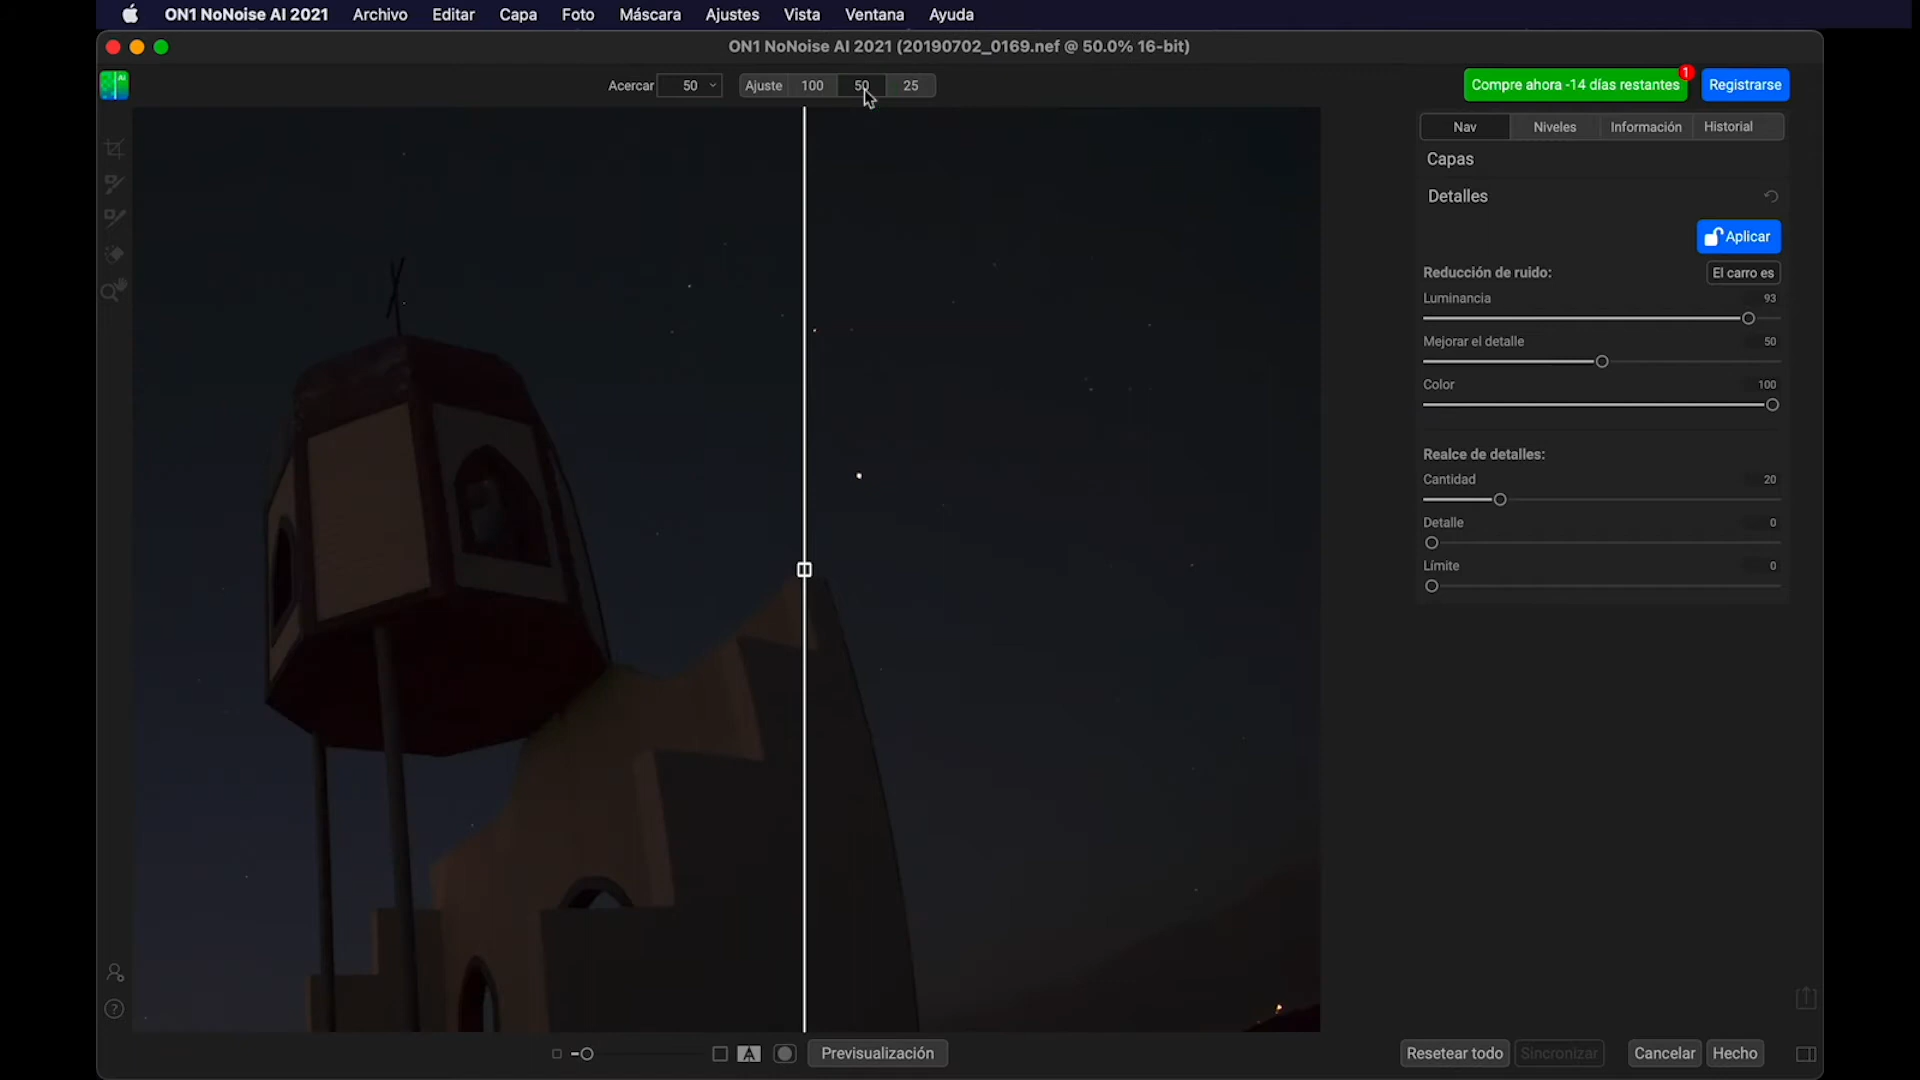 ON1 NoNoise AI 2021 Archivo Editar Capa Foto Máscara Ajustes Vista Ventana Ayuda
ON1 NoNoise AI 2021 (20190702_0169.nef @ 50.0% 16-bit)
AI
Acercar 50 Ajuste 100 50 25
Compre ahora -14 días restantes 1 Registrarse
Nav Niveles Información Historial
Capas
Detalles
Aplicar
Reducción de ruido: El carro es
Luminancia 93
Mejorar el detalle 50
Color 100
Realce de detalles:
Cantidad 20
Detalle 0
Límite 0
A Previsualización Resetear todo Sincronizar Cancelar Hecho